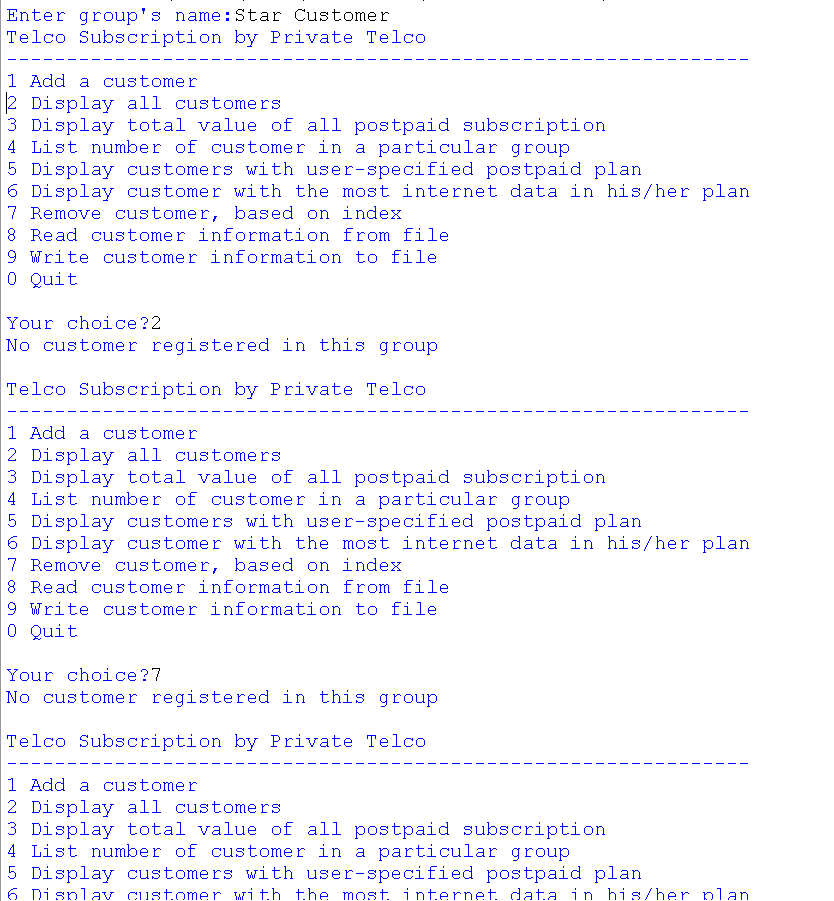 Enter group's name:Star Customer
Telco Subscription by Private Telco
--------------------------------------------------------------
1 Add a customer
2 Display all customers
3 Display total value of all postpaid subscription
4 List number of customer in a particular group
5 Display customers with user-specified postpaid plan
6 Display customer with the most internet data in his/her plan
7 Remove customer, based on index
8 Read customer information from file
9 Write customer information to file
0 Quit
Your choice?2
No customer registered in this group
Telco Subscription by Private Telco
--------------------------------------------------------------
1 Add a customer
2 Display all customers
3 Display total value of all postpaid subscription
4 List number of customer in a particular group
5 Display customers with user-specified postpaid plan
6 Display customer with the most internet data in his/her plan
7 Remove customer, based on index
8 Read customer information from file
9 Write customer information to file
0 Quit
Your choice?7
No customer registered in this group
Telco Subscription by Private Telco
--------------------------------------------------------------
1 Add a customer
2 Display all customers
3 Display total value of all postpaid subscription
4 List number of customer in a particular group
5 Display customers with user-specified postpaid plan
6 Display customer with the most internet data in his/her plan